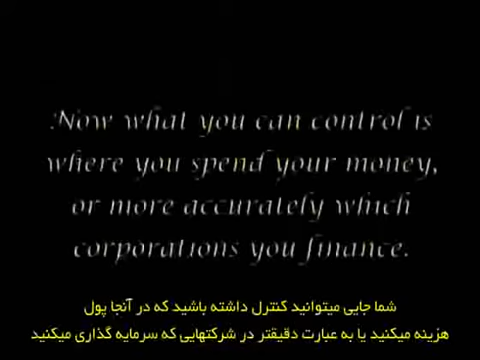 Now what you can control is
where you spend your money,
or more accurately which
corporations you finance.
شما جایی میتوانید کنترل داشته باشید که در آنجا پول
هزینه میکنید یا به عبارت دقیقتر در شرکتهایی که سرمایه گذاری میکنید